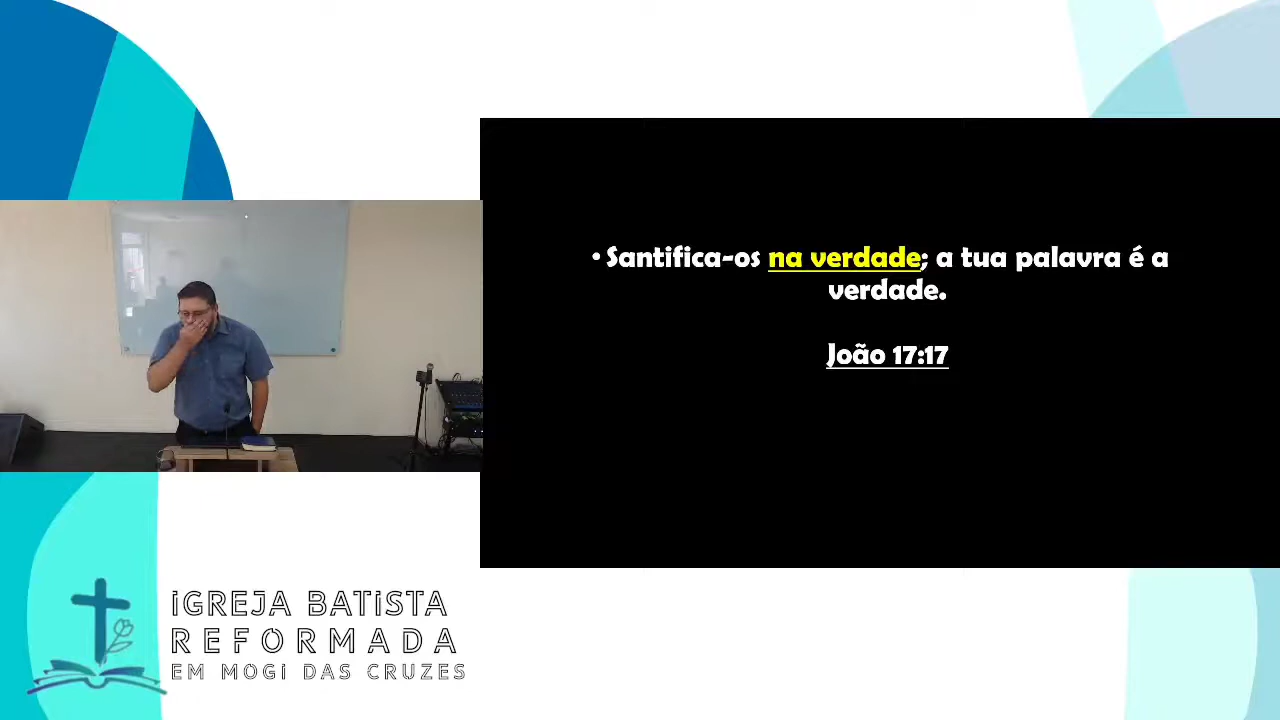 • Santifica-os na verdade; a tua palavra é a
verdade.
João 17:17
iGREJA BATiSTA
REFORMADA
EM MOGi DAS CRUZES